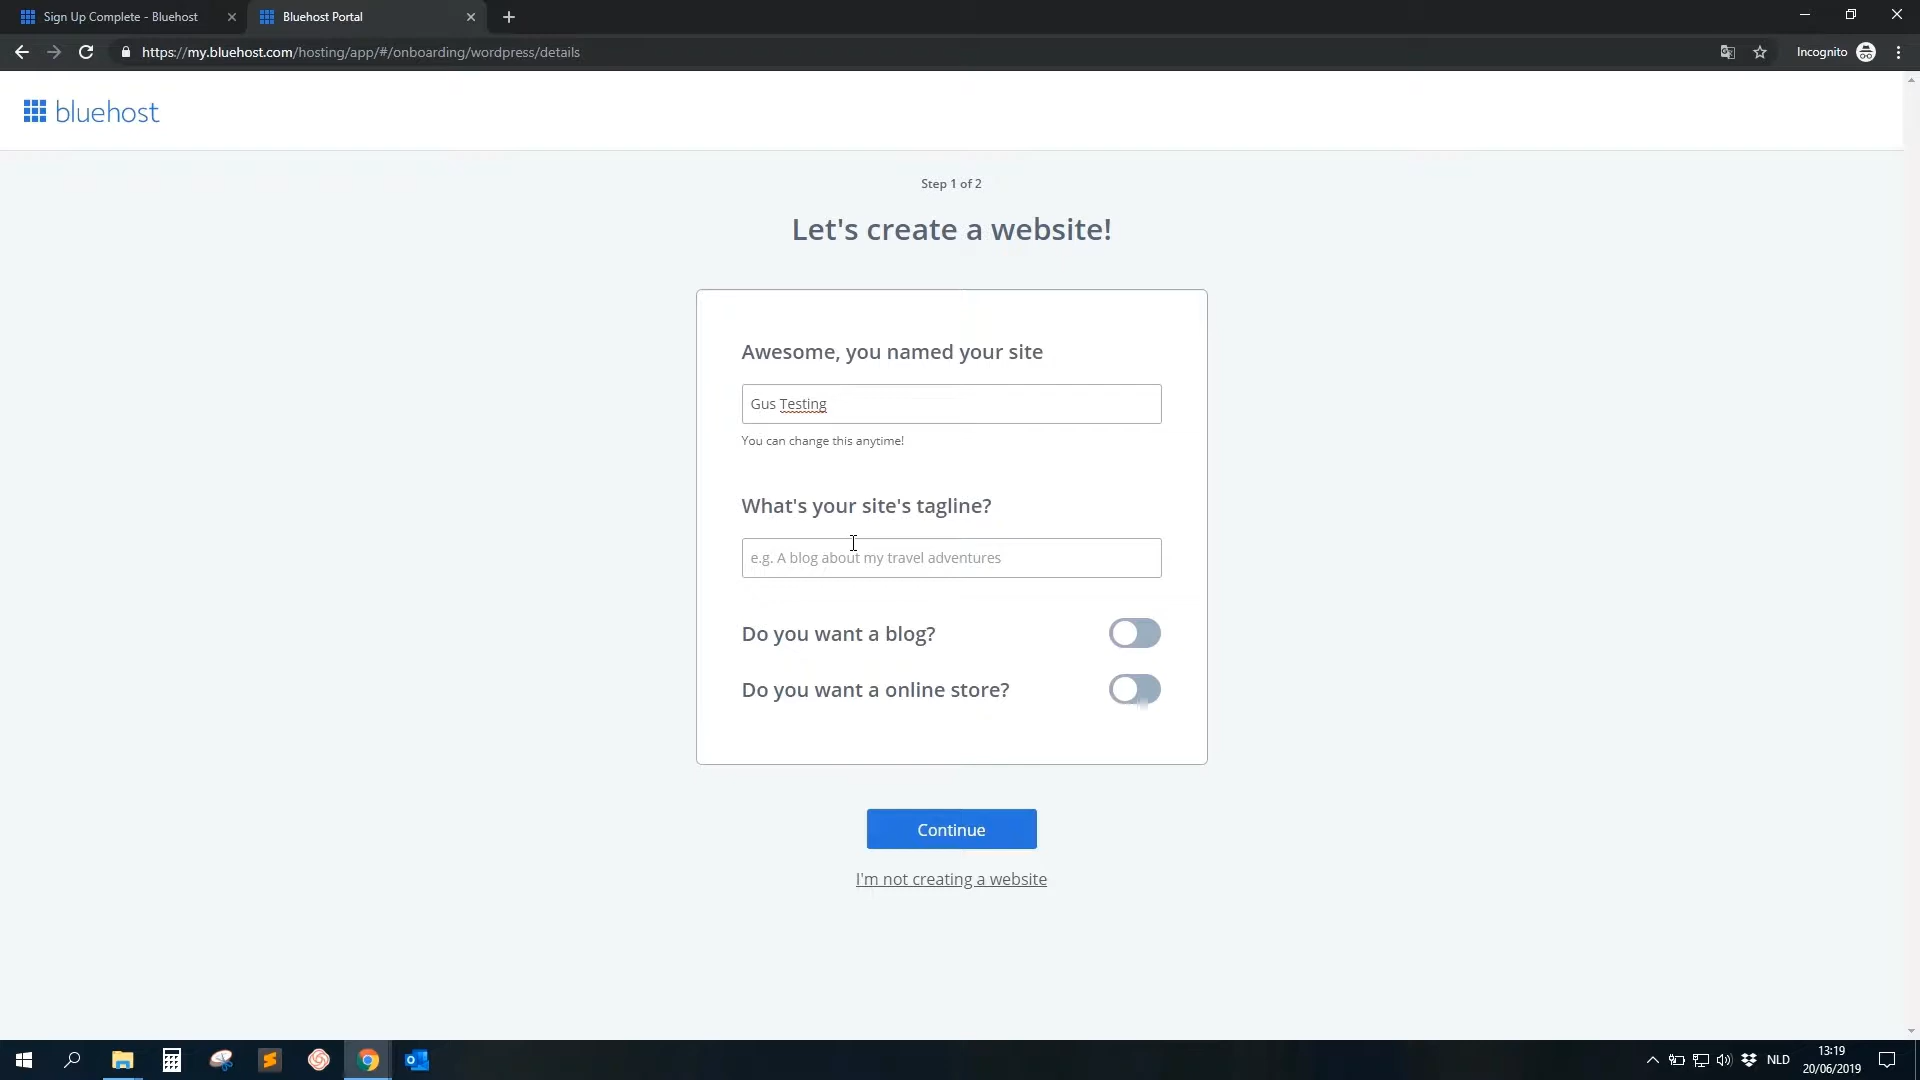 Sign Up Complete - Bluehost
Bluehost Portal
https://my.bluehost.com/hosting/app/#/onboarding/wordpress/details
Incognito
bluehost
Step 1 of 2
Let's create a website!
Awesome, you named your site
Gus Testing
You can change this anytime!
What's your site's tagline?
e.g. A blog about my travel adventures
Do you want a blog?
Do you want a online store?
Continue
I'm not creating a website
NLD
13:19
20/06/2019